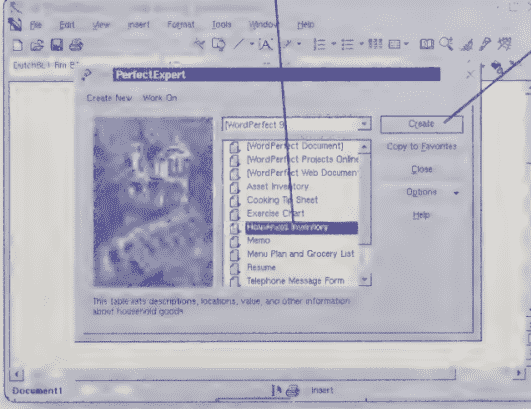 File Edit View Insert Format Tools Window Help
PerfectExpert
Create New Work On
[WordPerfect 9]
Create
[WordPerfect Document]
Copy to Favorites
[WordPerfect Projects Online
[WordPerfect Web Document
Close
Asset Inventory
Cooking Tip Sheet
Options
Exercise Chart
Help
Inventory
Memo
Menu Plan and Grocery List
Resume
Telephone Message Form
This table lists descriptions, locations, value, and other information
about household goods
Document1
Insert